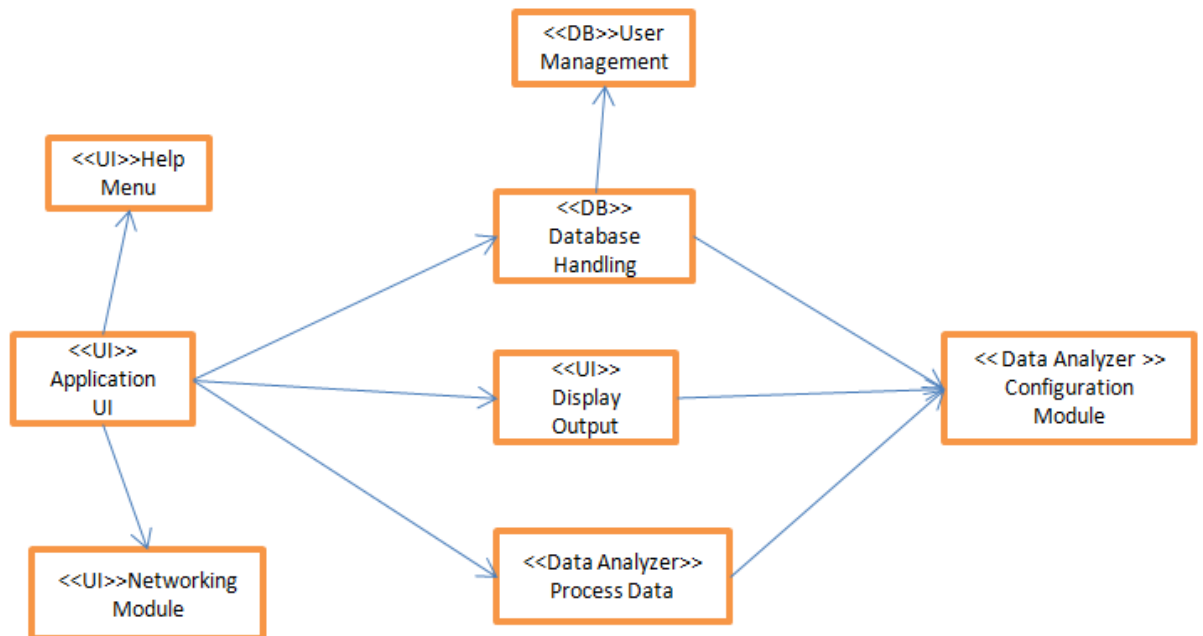 <<DB>>User
Management
<<UI>>Help
Menu
<<DB>>
Database
Handling
<<UI>>
Application
UI
<<UI>>
Display
Output
<< Data Analyzer >>
Configuration
Module
<<UI>>Networking
Module
<<Data Analyzer>>
Process Data